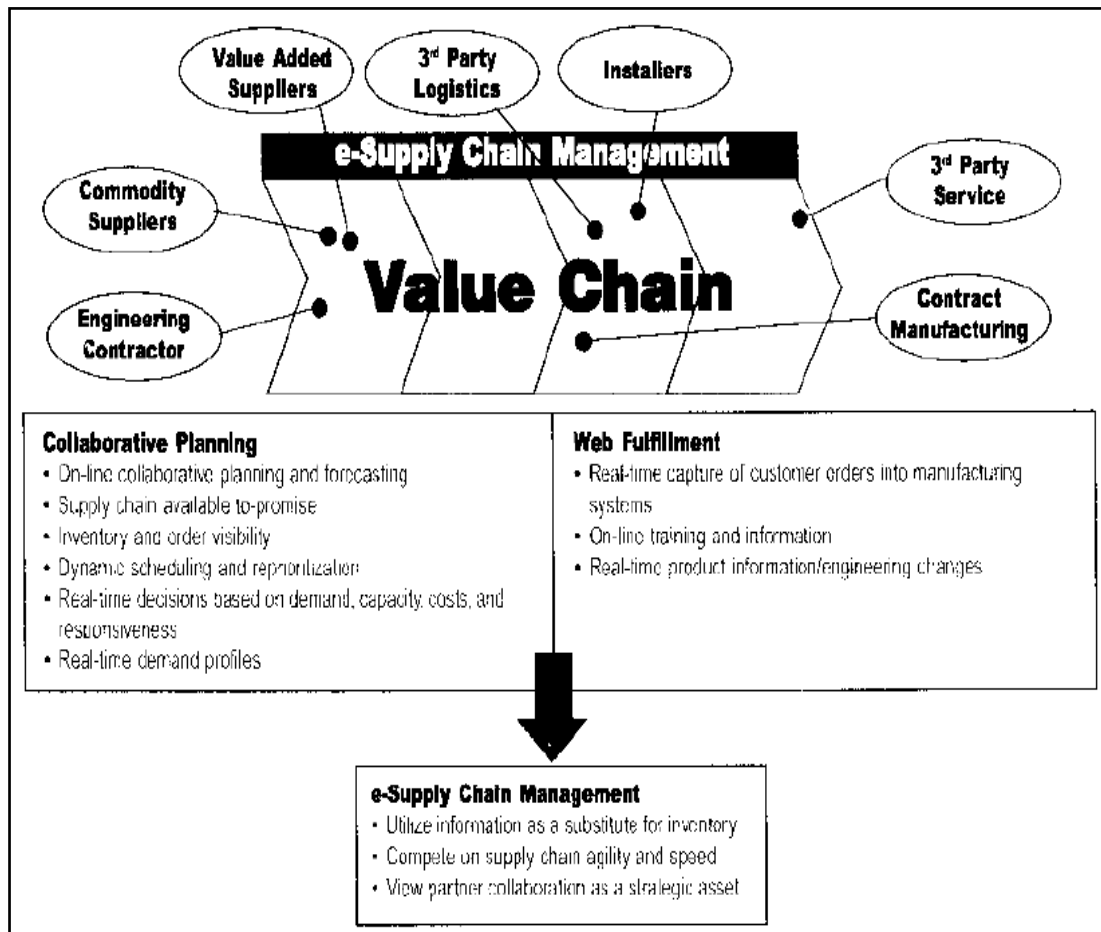 Value Added
Suppliers
3rd Party
Logistics
Installers
e-Supply Chain Management
Commodity
Suppliers
3rd Party
Service
Value Chain
Engineering
Contractor
Contract
Manufacturing
Collaborative Planning
• On-line collaborative planning and forecasting
• Supply chain available to-promise
• Inventory and order visibility
• Dynamic scheduling and reprioritization
• Real-time decisions based on demand, capacity, costs, and
responsiveness
• Real-time demand profiles
Web Fulfillment
• Real-time capture of customer orders into manufacturing
systems
• On-line training and information
• Real-time product information/engineering changes
e-Supply Chain Management
• Utilize information as a substitute for inventory
• Compete on supply chain agility and speed
• View partner collaboration as a strategic asset